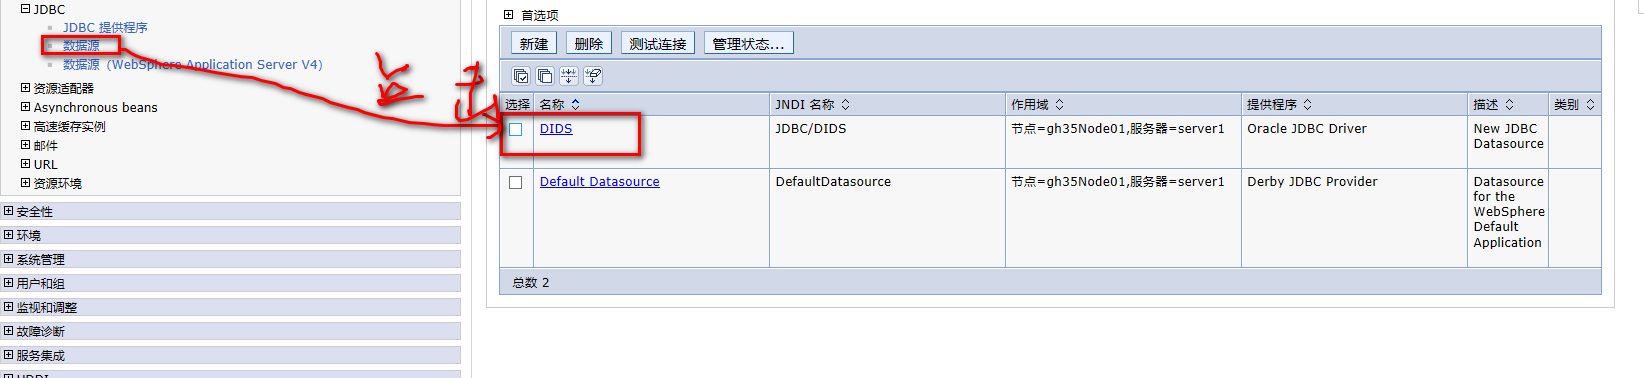 JDBC
JDBC 提供程序
数据源
数据源（WebSphere Application Server V4）
资源适配器
Asynchronous beans
高速缓存实例
邮件
URL
资源环境
安全性
环境
系统管理
用户和组
监视和调整
故障诊断
服务集成
UDDI
点击
首选项
新建 删除 测试连接 管理状态...
选择 名称 JNDI 名称 作用域 提供程序 描述 类别
DIDS JDBC/DIDS 节点=gh35Node01,服务器=server1 Oracle JDBC Driver New JDBC
Datasource
Default Datasource DefaultDatasource 节点=gh35Node01,服务器=server1 Derby JDBC Provider Datasource
for the
WebSphere
Default
Application
总数 2